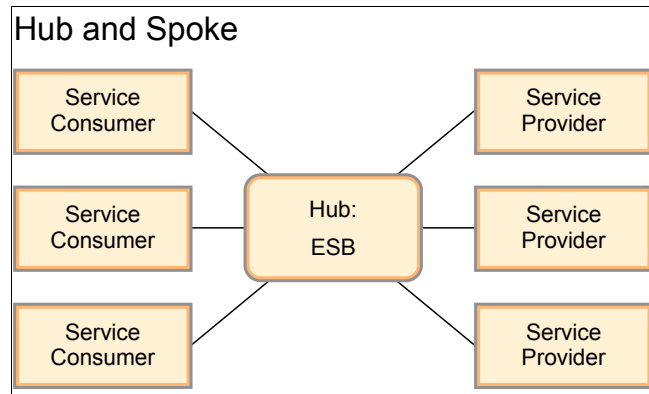 Hub and Spoke
Service
Consumer
Service
Provider
Service
Consumer
Hub:
ESB
Service
Provider
Service
Consumer
Service
Provider